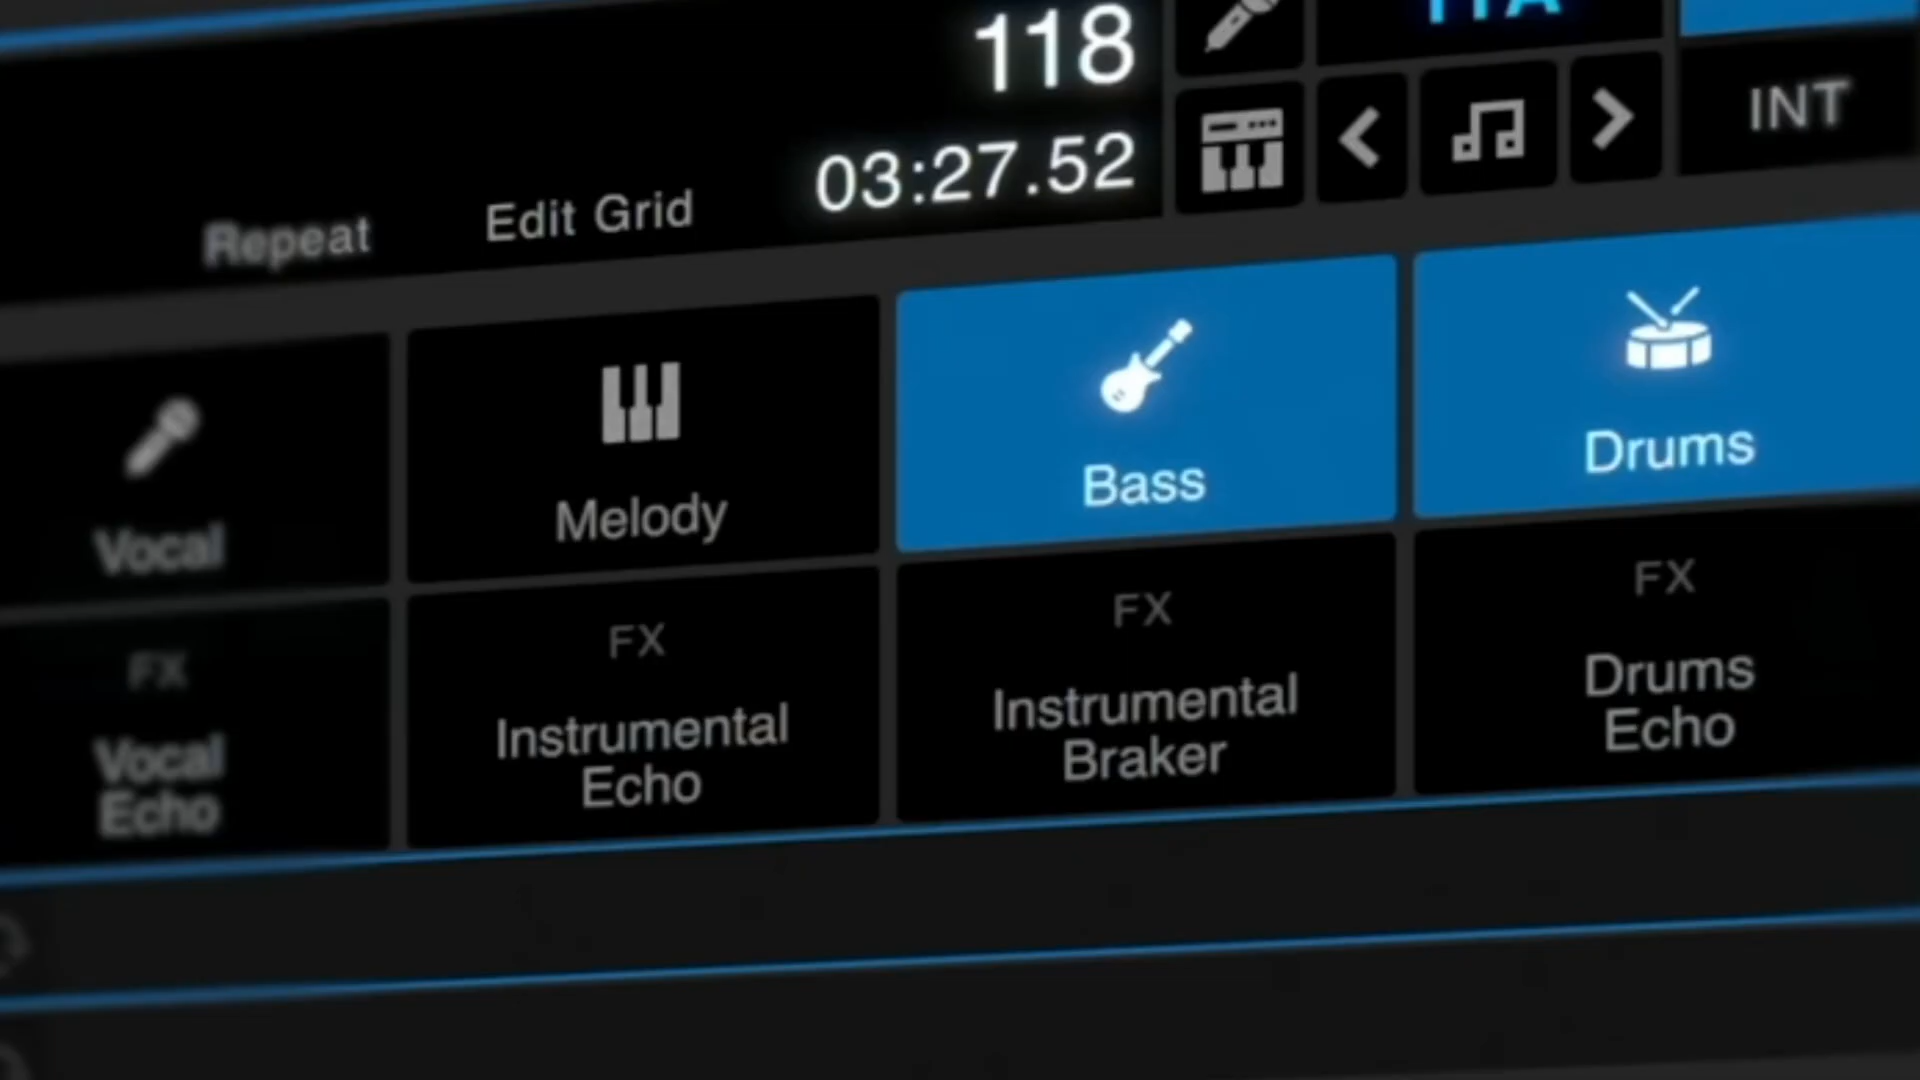 118
INT
03:27.52
Repeat
Edit Grid
Vocal
Melody
Bass
Drums
FX
Vocal
Echo
FX
Instrumental
Echo
FX
Instrumental
Braker
FX
Drums
Echo